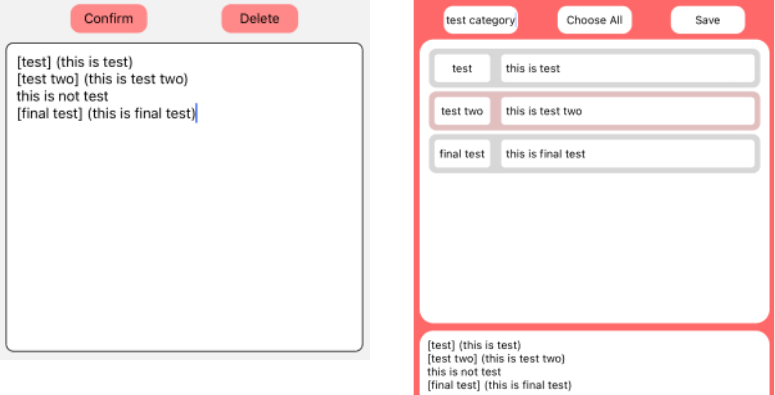 Confirm
Delete
[test] (this is test)
[test two] (this is test two)
this is not test
[final test] (this is final test)
test category
Choose All
Save
test
this is test
test two
this is test two
final test
this is final test
[test] (this is test)
[test two] (this is test two)
this is not test
[final test] (this is final test)